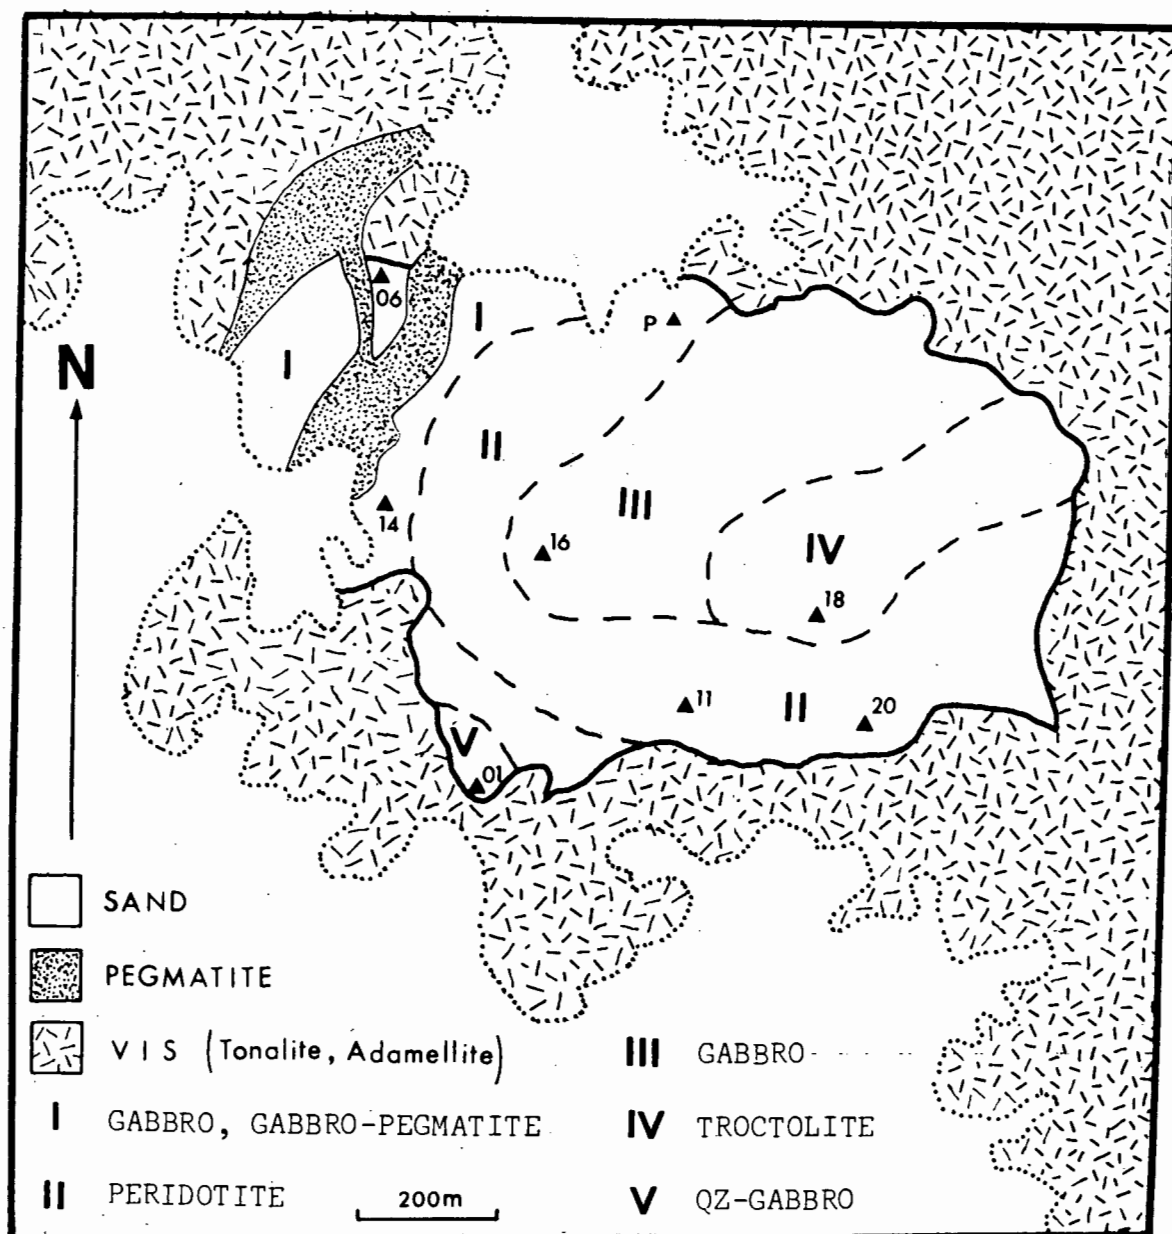 06
I
P
I
N
II
III
14
16
IV
18
11
II
20
V
01
SAND
PEGMATITE
VIS (Tonalite, Adamellite)
III GABBRO
I GABBRO, GABBRO-PEGMATITE
IV TROCTOLITE
II PERIDOTITE
200m
V QZ-GABBRO